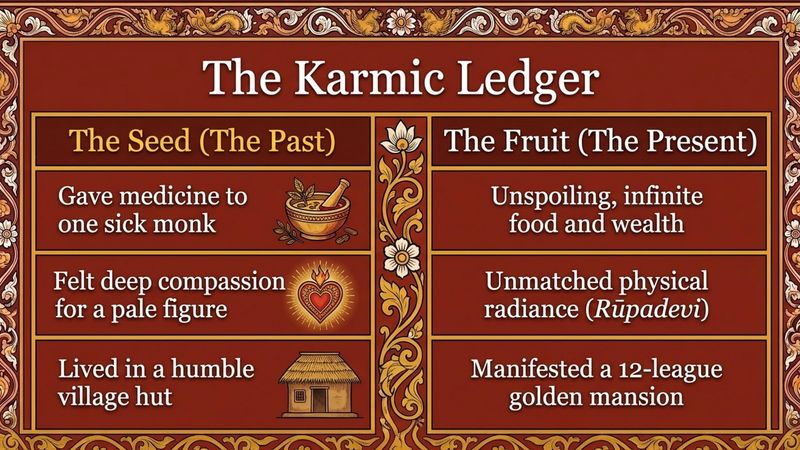 The Karmic Ledger
The Seed (The Past)
The Fruit (The Present)
Gave medicine to
one sick monk
Unspoiling, infinite
food and wealth
Felt deep compassion
for a pale figure
Unmatched physical
radiance (Rūpadevi)
Lived in a humble
village hut
Manifested a 12-league
golden mansion